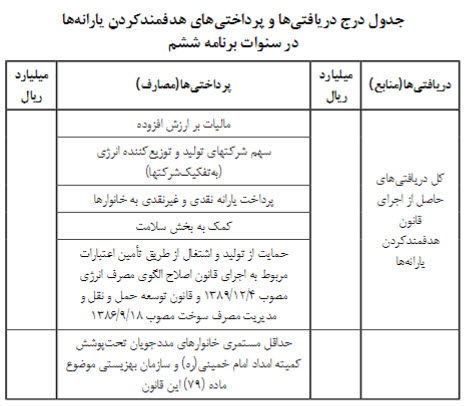 جدول درج دریافتی‌ها و پرداختی‌های هدفمندکردن یارانه‌ها
در سنوات برنامه ششم
دریافتی‌ها(منابع)
میلیارد
ریال
پرداختی‌ها(مصارف)
میلیارد
ریال
کل دریافتی‌های
حاصل از اجرای
قانون
هدفمندکردن
یارانه‌ها
مالیات بر ارزش افزوده
سهم شرکتهای تولید و توزیع‌کننده انرژی
(به‌تفکیک‌شرکتها)
پرداخت یارانه نقدی و غیرنقدی به خانوارها
کمک به بخش سلامت
حمایت از تولید و اشتغال از طریق تأمین اعتبارات
مربوط به اجرای قانون اصلاح الگوی مصرف انرژی
مصوب ۱۳۸۹/۱۲/۴ و قانون توسعه حمل و نقل و
مدیریت مصرف سوخت مصوب ۱۳۸۶/۹/۱۸
حداقل مستمری خانوارهای مددجویان تحت‌پوشش
کمیته امداد امام خمینی(ره) و سازمان بهزیستی موضوع
ماده (۷۹) این قانون